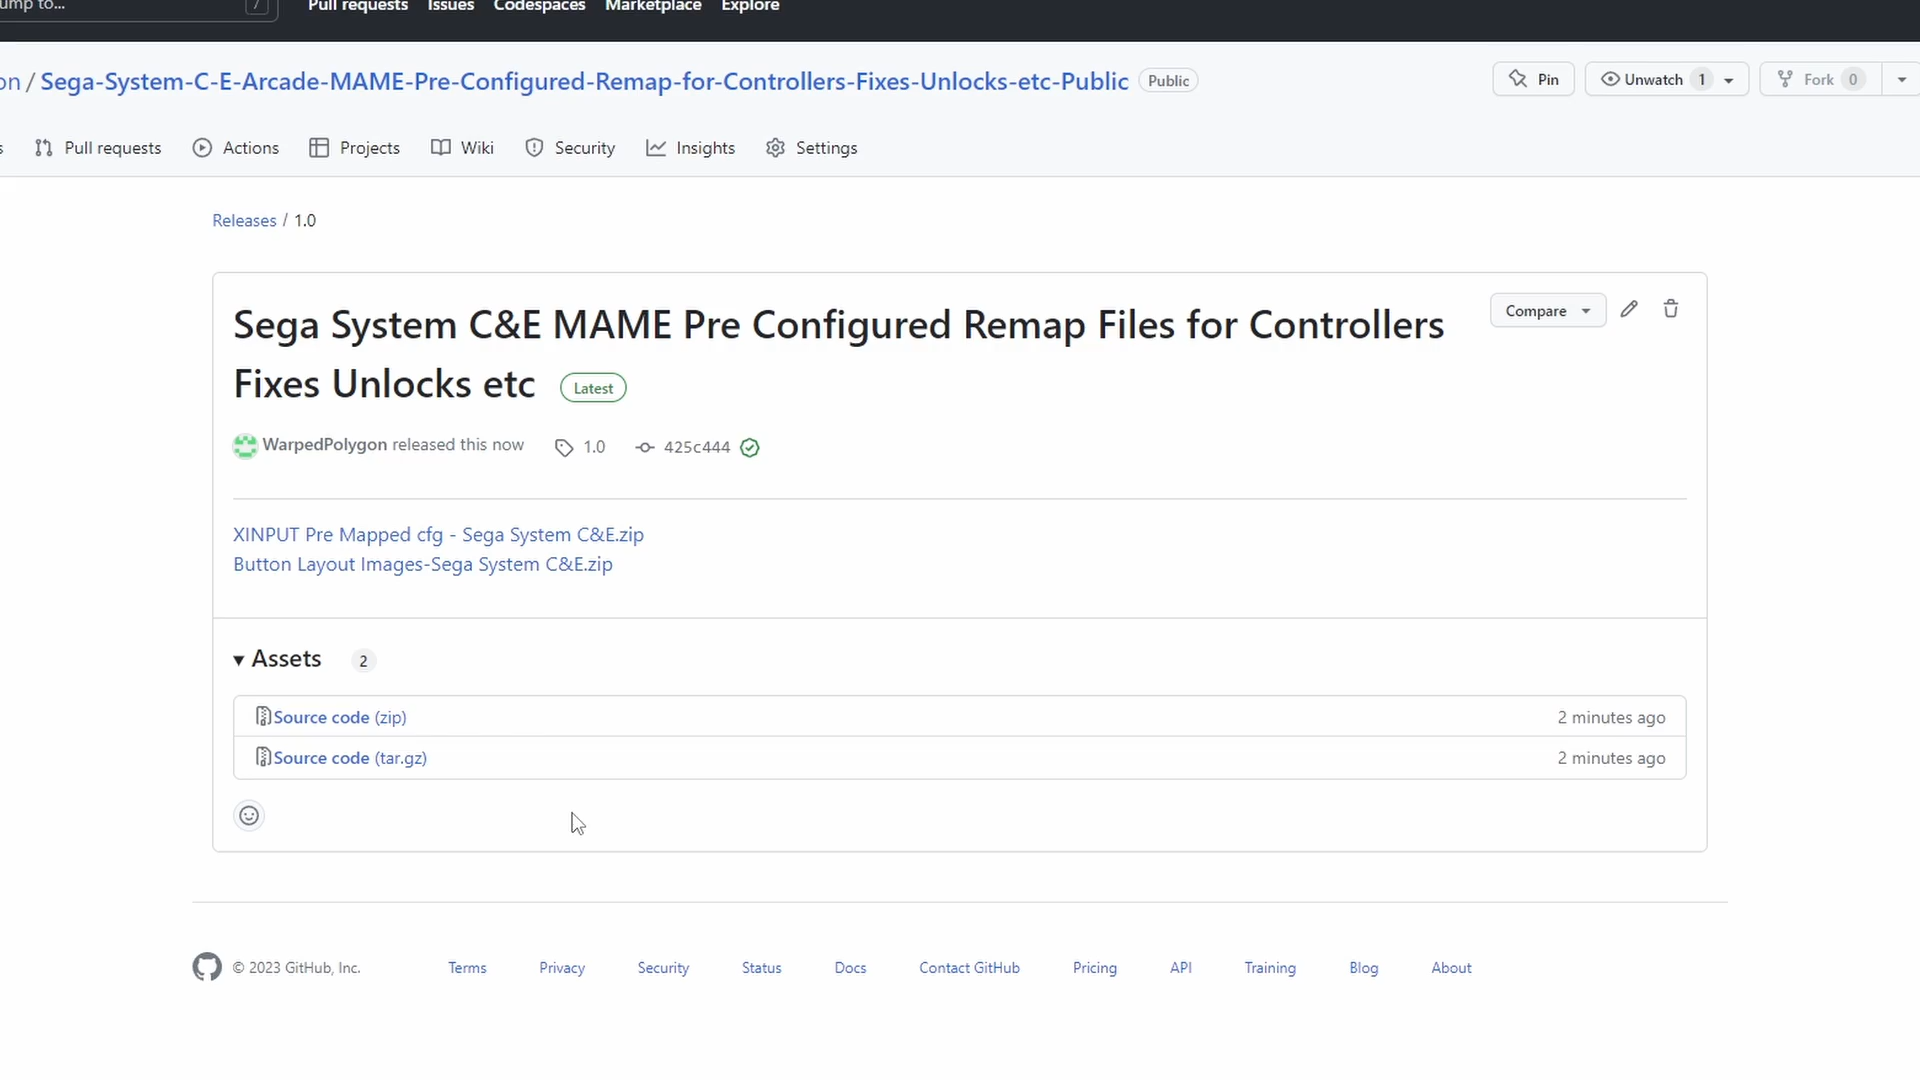 ump to... /
Pull requests Issues Codespaces Marketplace Explore
on / Sega-System-C-E-Arcade-MAME-Pre-Configured-Remap-for-Controllers-Fixes-Unlocks-etc-Public Public Pin Unwatch 1 Fork 0
s Pull requests Actions Projects Wiki Security Insights Settings
Releases / 1.0
Sega System C&E MAME Pre Configured Remap Files for Controllers
Fixes Unlocks etc Latest
Compare
WarpedPolygon released this now 1.0 425c444
XINPUT Pre Mapped cfg - Sega System C&E.zip
Button Layout Images-Sega System C&E.zip
Assets 2
Source code (zip) 2 minutes ago
Source code (tar.gz) 2 minutes ago
© 2023 GitHub, Inc. Terms Privacy Security Status Docs Contact GitHub Pricing API Training Blog About